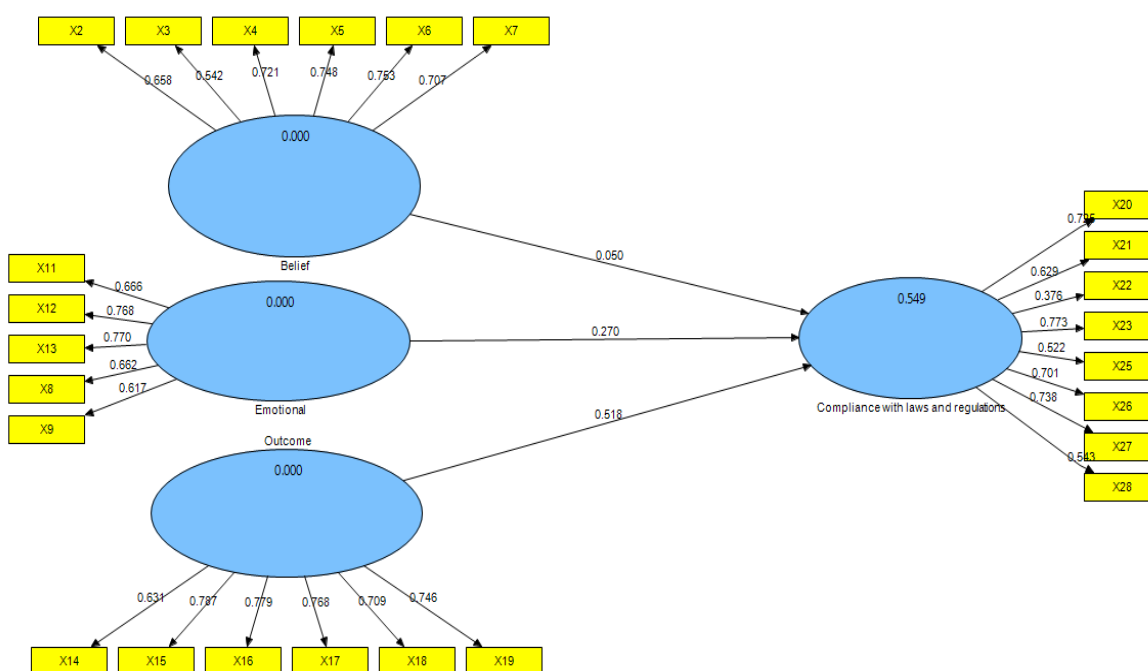 X2 X3 X4 X5 X6 X7
0.658 0.542 0.721 0.748 0.753 0.707
0.000
Belief
0.050
X11
0.666
X12
0.768
X13
0.770
X8
0.662
X9
0.617
0.000
Emotional
0.270
Outcome
0.000
0.518
0.631 0.787 0.779 0.768 0.709 0.746
X14 X15 X16 X17 X18 X19
0.549
Compliance with laws and regulations
0.725
X20
0.629
X21
0.376
X22
0.773
X23
0.522
X25
0.701
X26
0.738
X27
0.543
X28